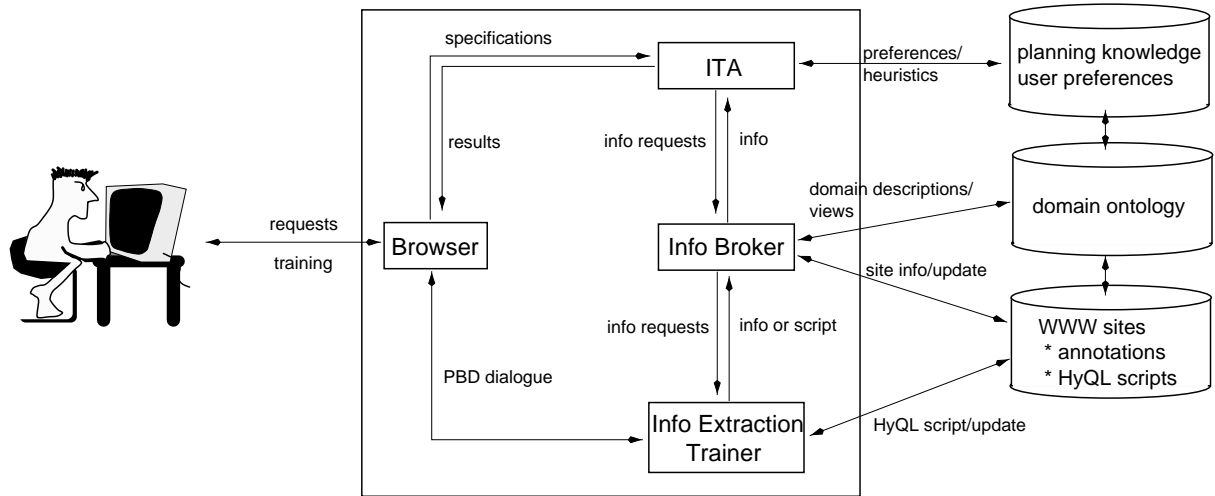 specifications
ITA
preferences/
heuristics
planning knowledge
user preferences
results
info requests
info
requests
training
Browser
Info Broker
domain descriptions/
views
domain ontology
site info/update
info requests
info or script
PBD dialogue
WWW sites
* annotations
* HyQL scripts
Info Extraction
Trainer
HyQL script/update